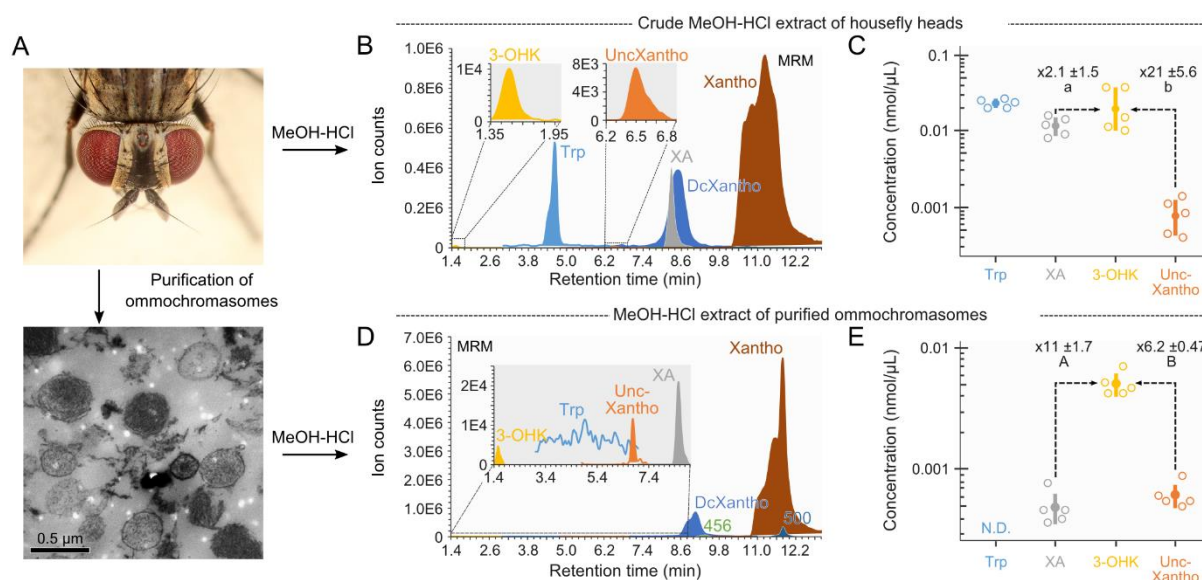 Crude MeOH-HCl extract of housefly heads
A
MeOH-HCl
Purification of
ommochromasomes
0.5 µm
MeOH-HCl
B
MRM
1.0E6
0.8E6
0.6E6
0.4E6
0.2E6
0
Ion counts
1E4
0
3-OHK
1.35
1.95
8E3
0
UncXantho
6.2
6.5
6.8
Trp
XA
DcXantho
Xantho
1.4
2.6
3.8
5.0
6.2
7.4
8.6
9.8
11.0
12.2
Retention time (min)
C
0.1
0.01
0.001
Concentration (nmol/µL)
x2.1 ±1.5
a
x21 ±5.6
b
Trp
XA
3-OHK
Unc-
Xantho
MeOH-HCl extract of purified ommochromasomes
D
MRM
7.0E6
6.0E6
5.0E6
4.0E6
3.0E6
2.0E6
1.0E6
0
Ion counts
2E4
1E4
0
3-OHK
Trp
Unc-
Xantho
XA
1.4
3.4
5.4
7.4
Xantho
DcXantho
456
500
1.4
2.6
3.8
5.0
6.2
7.4
8.6
9.8
11.0
12.2
Retention time (min)
E
0.01
0.001
Concentration (nmol/µL)
x11 ±1.7
A
x6.2 ±0.47
B
N.D.
Trp
XA
3-OHK
Unc-
Xantho